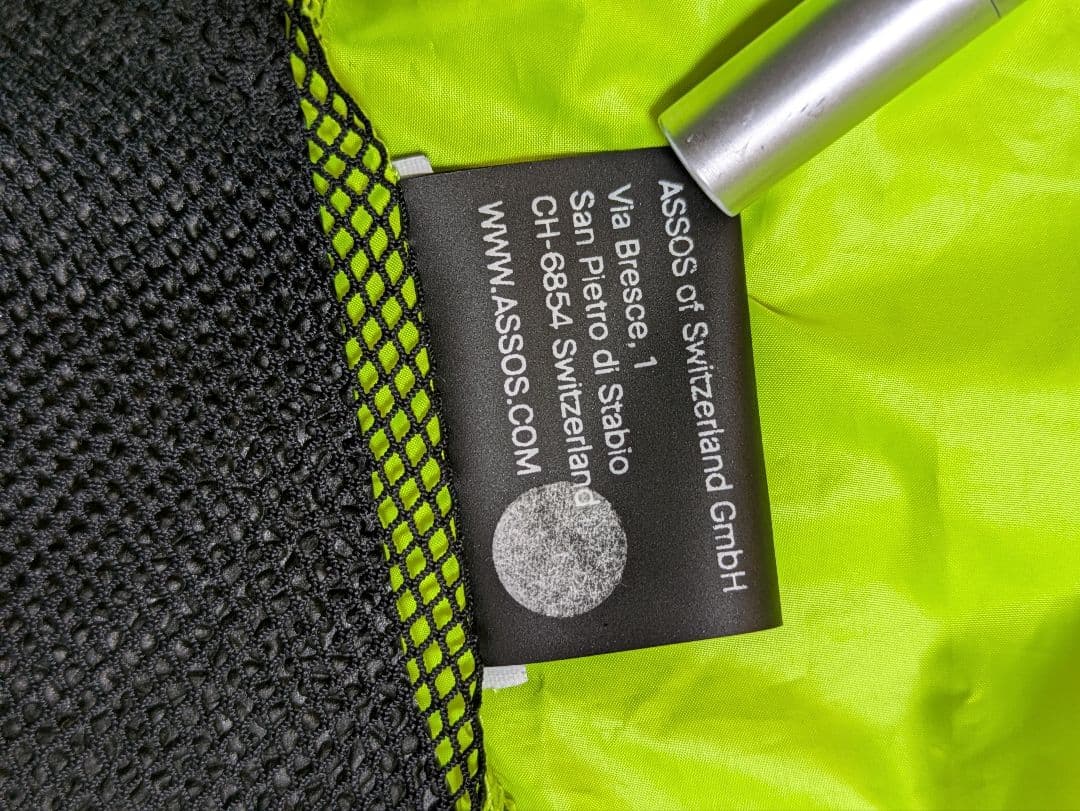 ASSOS of Switzerland GmbH
Via Bresce, 1
San Pietro di Stabio
CH-6854 Switzerland
WWW.ASSOS.COM